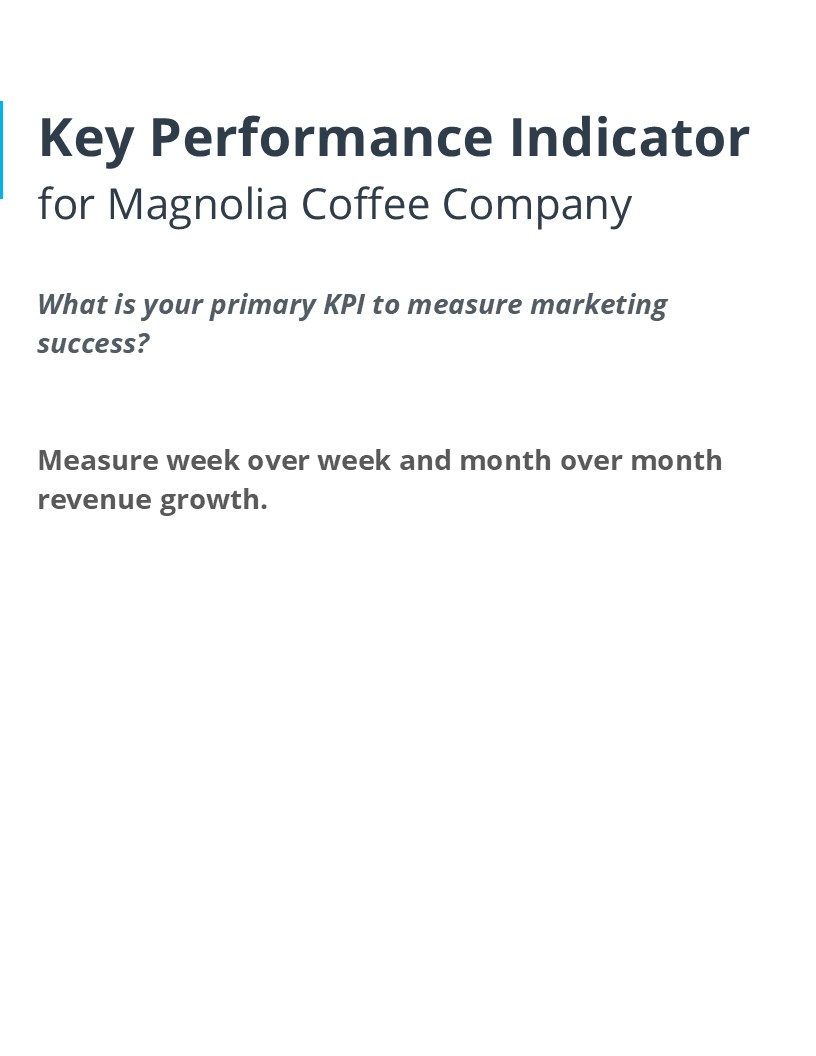 Key Performance Indicator
for Magnolia Coffee Company
What is your primary KPI to measure marketing
success?
Measure week over week and month over month
revenue growth.